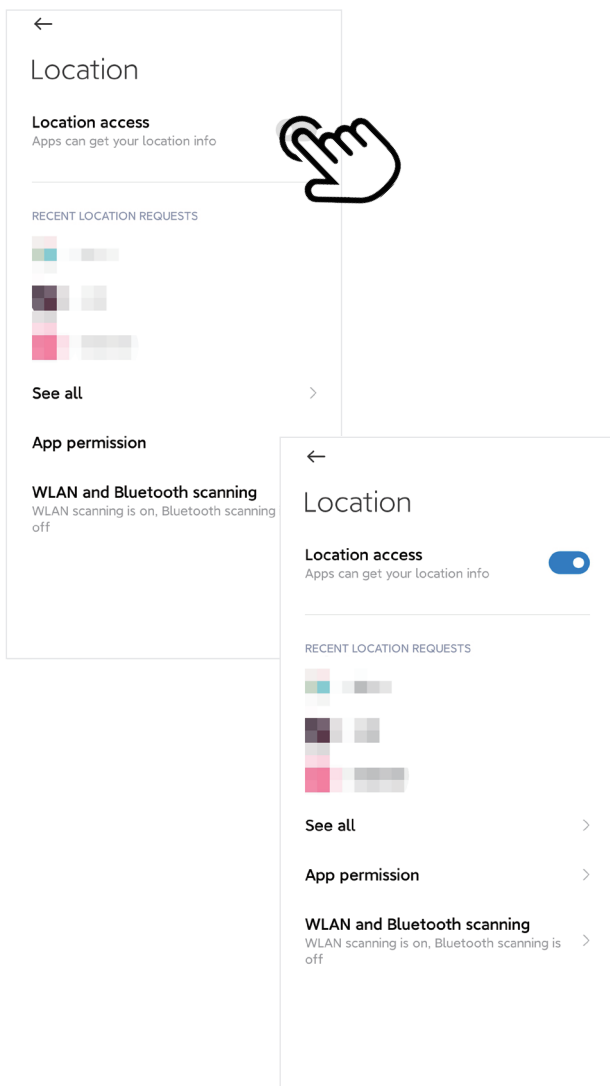 Location
Location access
Apps can get your location info
RECENT LOCATION REQUESTS
See all
App permission
WLAN and Bluetooth scanning
WLAN scanning is on, Bluetooth scanning
off
Location
Location access
Apps can get your location info
RECENT LOCATION REQUESTS
See all
App permission
WLAN and Bluetooth scanning
WLAN scanning is on, Bluetooth scanning is
off